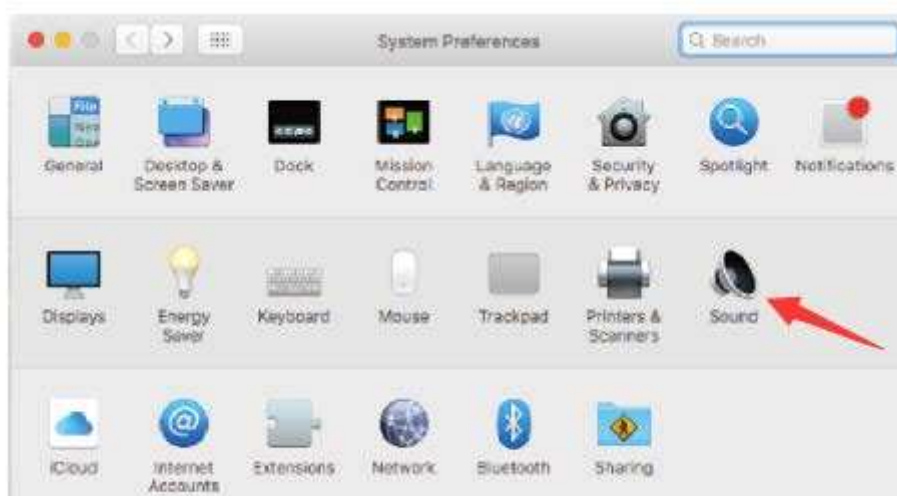 System Preferences
Search
General
Desktop &
Screen Saver
Dock
Mission
Control
Language
& Region
Security
& Privacy
Spotlight
Notifications
Displays
Energy
Saver
Keyboard
Mouse
Trackpad
Printers &
Scanners
Sound
iCloud
Internet
Accounts
Extensions
Network
Bluetooth
Sharing